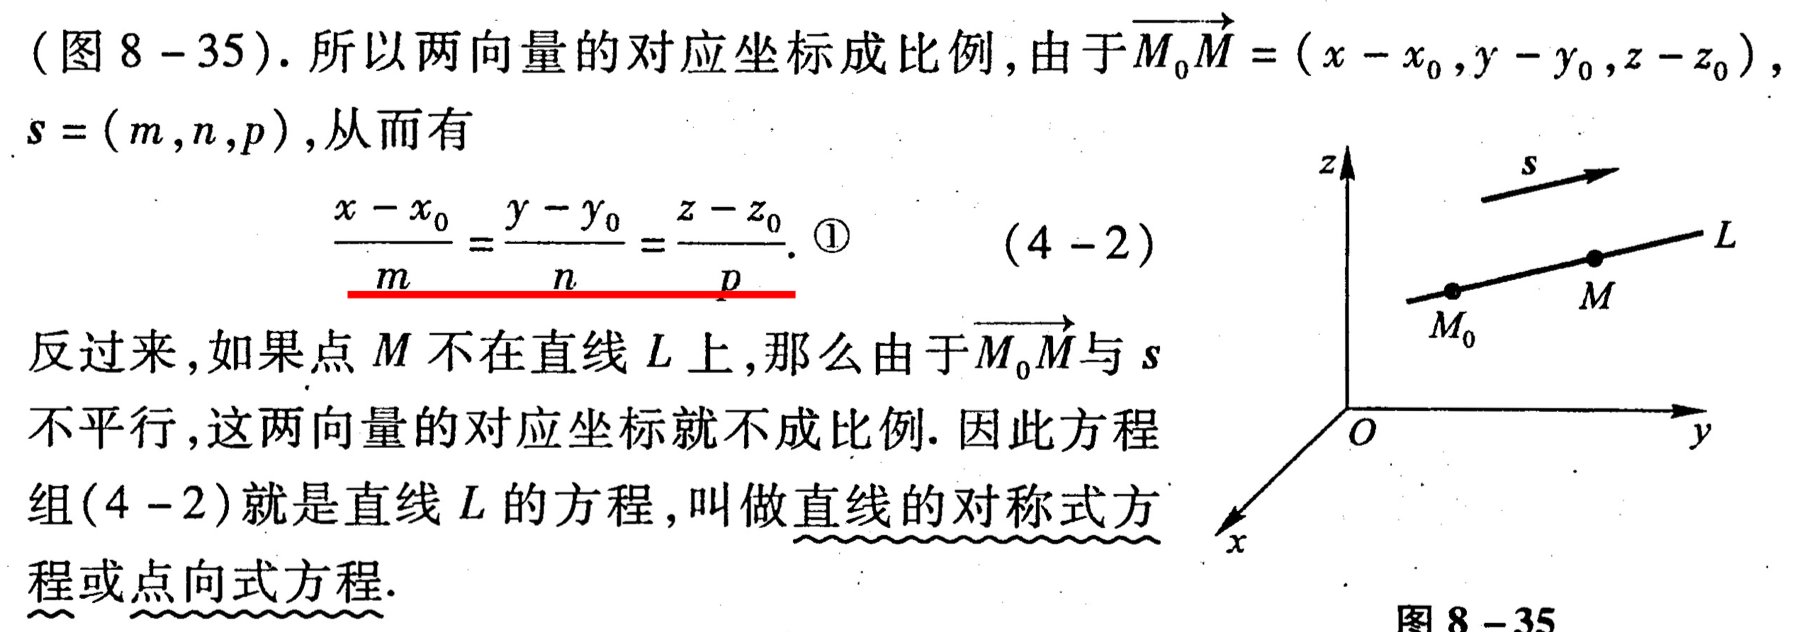 (图 8－35). 所以两向量的对应坐标成比例,由于$\overrightarrow{M_0M}$ = ( x － x₀ ,y － y₀ ,z － z₀ ) ,
s = ( m ,n ,p ) ,从而有
$\frac{x-x_0}{m}=\frac{y-y_0}{n}=\frac{z-z_0}{p}$. ① (4－2)
反过来,如果点 M 不在直线 L 上,那么由于$\overrightarrow{M_0M}$与 s
不平行,这两向量的对应坐标就不成比例. 因此方程
组(4－2)就是直线 L 的方程,叫做直线的对称式方
程或点向式方程.
z
s
L
M
M₀
O
y
x
图 8－35